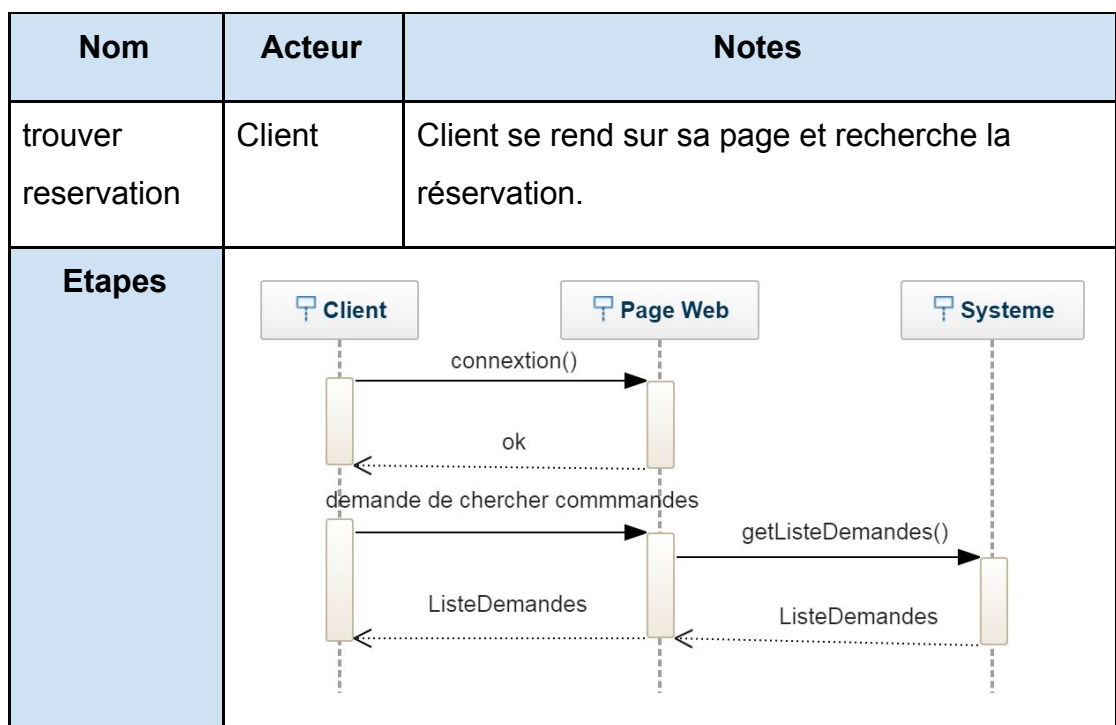 Nom Acteur Notes
trouver Client Client se rend sur sa page et recherche la
reservation réservation.
Etapes
Client Page Web Systeme
connextion()
ok
demande de chercher commmandes
getListeDemandes()
ListeDemandes
ListeDemandes